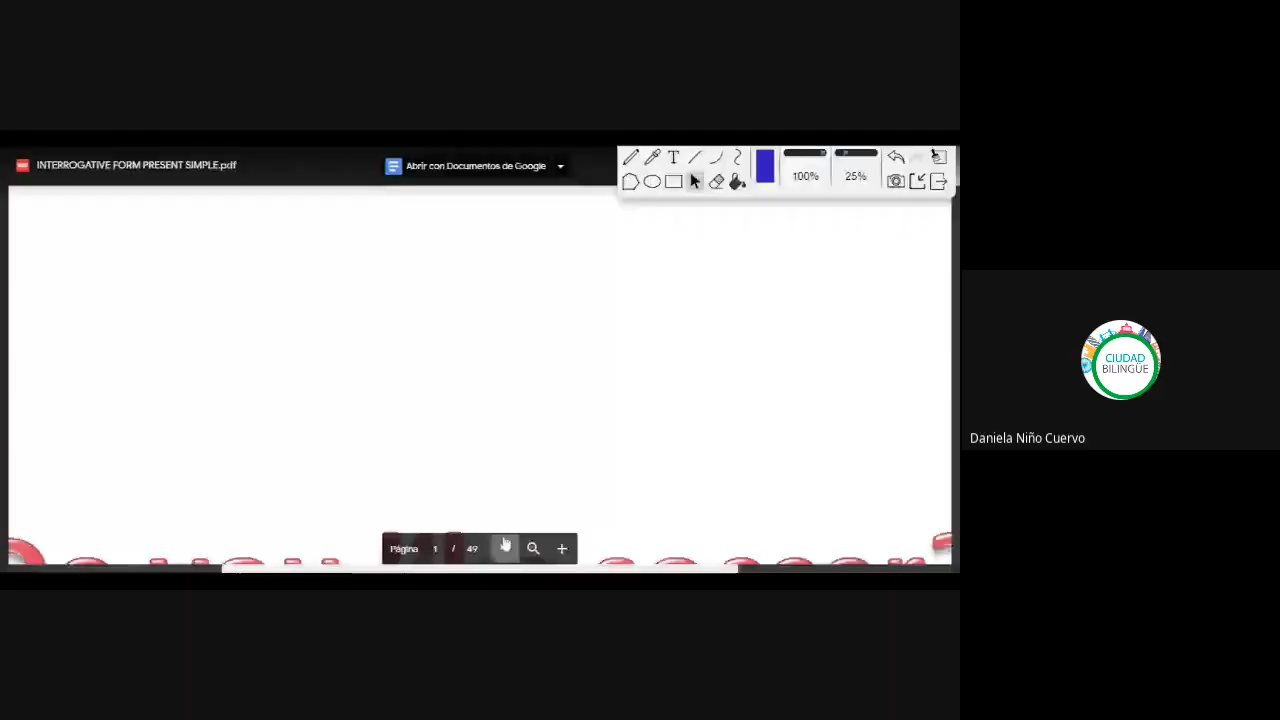 INTERROGATIVE FORM PRESENT SIMPLE.pdf
Abrir con Documentos de Google
T
100%
25%
CIUDAD
BILINGÜE
Daniela Niño Cuervo
Página 1 / 49